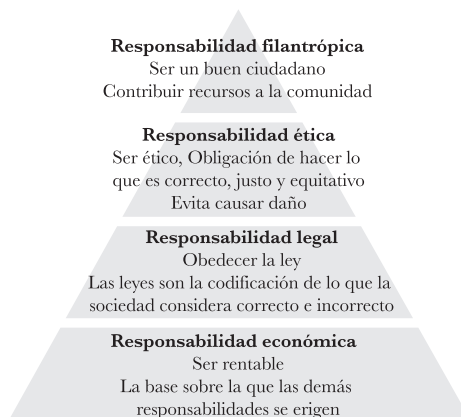 Responsabilidad filantrópica
Ser un buen ciudadano
Contribuir recursos a la comunidad
Responsabilidad ética
Ser ético, Obligación de hacer lo
que es correcto, justo y equitativo
Evita causar daño
Responsabilidad legal
Obedecer la ley
Las leyes son la codificación de lo que la
sociedad considera correcto e incorrecto
Responsabilidad económica
Ser rentable
La base sobre la que las demás
responsabilidades se erigen